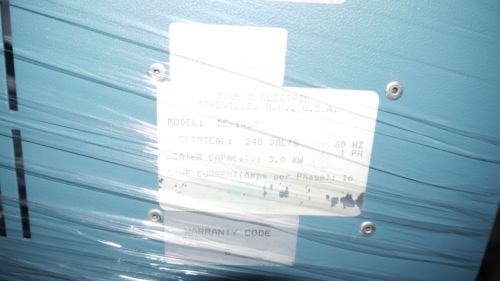 BLUE M ELECTRIC
ASHEVILLE, N.C., U.S.A.
MODEL:
ELECTRICAL: 240 VOLTS 60 HZ
1 PH
HEATER CAPACITY: 3.0 KW
LINE CURRENT(Amps per Phase): 16
WARRANTY CODE